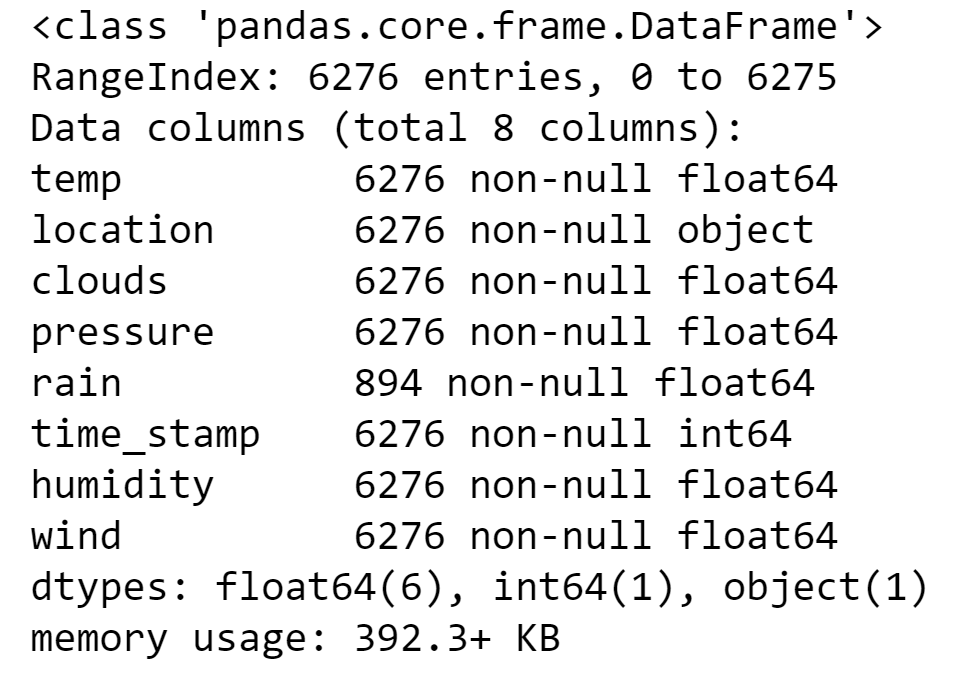 <class 'pandas.core.frame.DataFrame'>
RangeIndex: 6276 entries, 0 to 6275
Data columns (total 8 columns):
temp          6276 non-null float64
location      6276 non-null object
clouds        6276 non-null float64
pressure      6276 non-null float64
rain          894 non-null float64
time_stamp    6276 non-null int64
humidity      6276 non-null float64
wind          6276 non-null float64
dtypes: float64(6), int64(1), object(1)
memory usage: 392.3+ KB